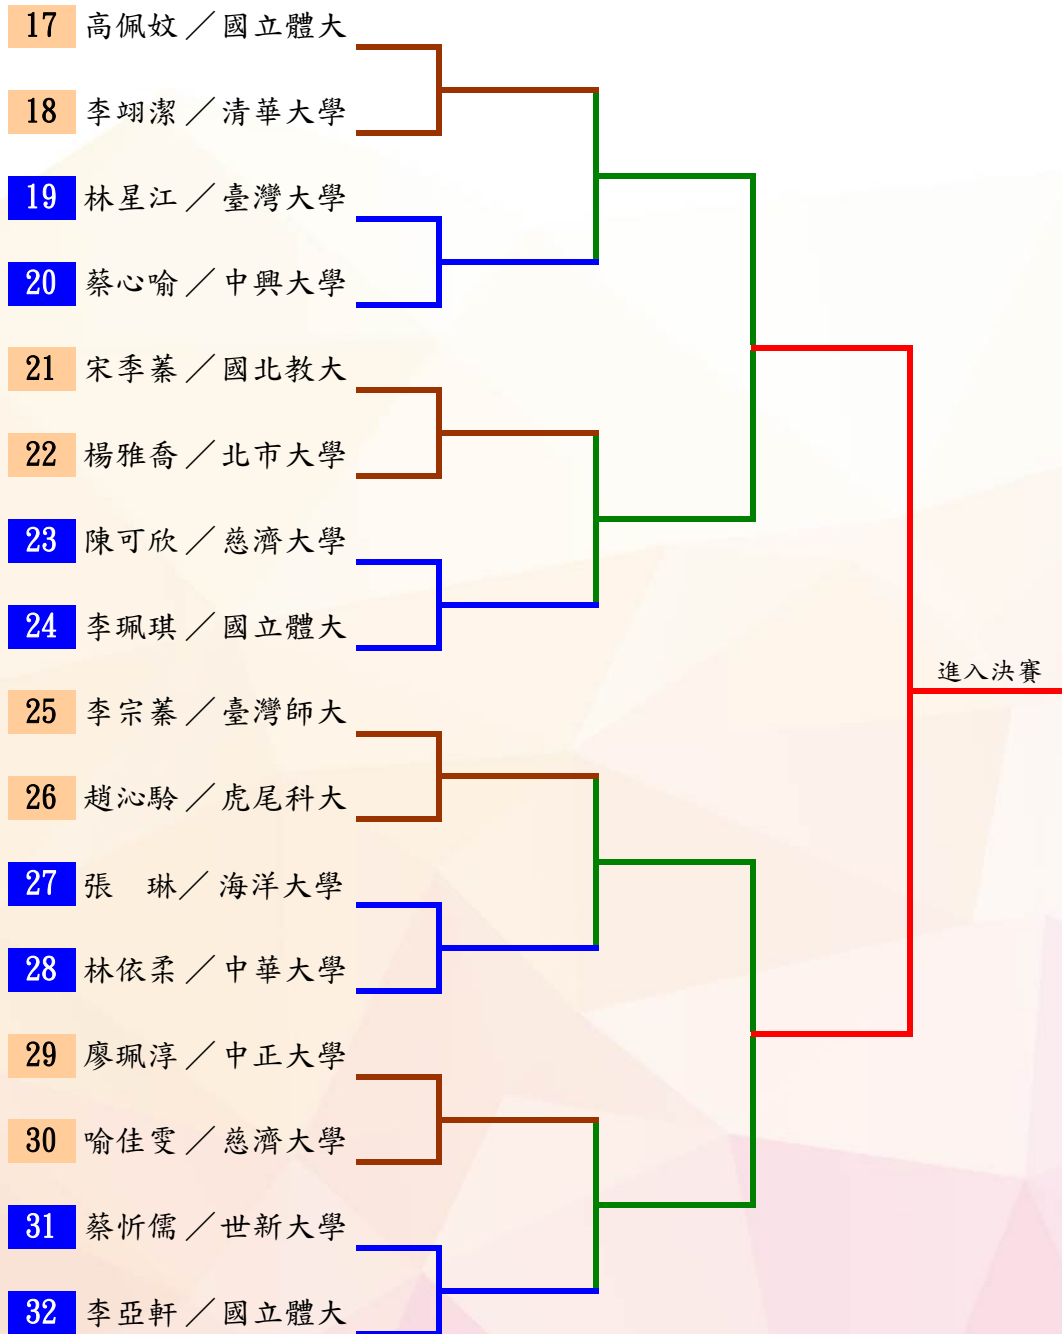 17 高佩妏／國立體大
18 李翊潔／清華大學
19 林星江／臺灣大學
20 蔡心喻／中興大學
21 宋季蓁／國北教大
22 楊雅喬／北市大學
23 陳可欣／慈濟大學
24 李珮琪／國立體大
進入決賽
25 李宗蓁／臺灣師大
26 趙沁駖／虎尾科大
27 張　琳／海洋大學
28 林依柔／中華大學
29 廖珮淳／中正大學
30 喻佳雯／慈濟大學
31 蔡忻儒／世新大學
32 李亞軒／國立體大